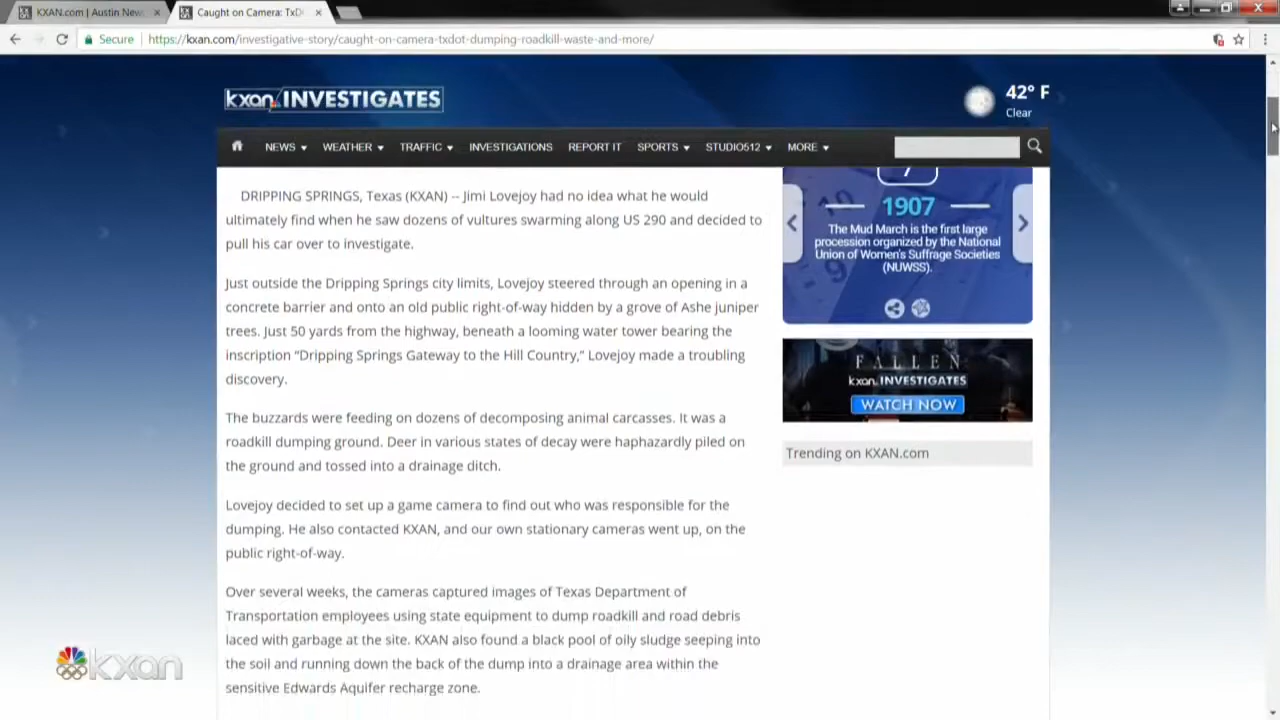 KXAN.com | Austin New
Caught on Camera: TxD
Secure
https://kxan.com/investigative-story/caught-on-camera-txdot-dumping-roadkill-waste-and-more/
kxan INVESTIGATES
42° F
Clear
NEWS
WEATHER
TRAFFIC
INVESTIGATIONS
REPORT IT
SPORTS
STUDIO512
MORE
DRIPPING SPRINGS, Texas (KXAN) -- Jimi Lovejoy had no idea what he would
ultimately find when he saw dozens of vultures swarming along US 290 and decided to
pull his car over to investigate.
Just outside the Dripping Springs city limits, Lovejoy steered through an opening in a
concrete barrier and onto an old public right-of-way hidden by a grove of Ashe juniper
trees. Just 50 yards from the highway, beneath a looming water tower bearing the
inscription “Dripping Springs Gateway to the Hill Country,” Lovejoy made a troubling
discovery.
The buzzards were feeding on dozens of decomposing animal carcasses. It was a
roadkill dumping ground. Deer in various states of decay were haphazardly piled on
the ground and tossed into a drainage ditch.
Lovejoy decided to set up a game camera to find out who was responsible for the
dumping. He also contacted KXAN, and our own stationary cameras went up, on the
public right-of-way.
Over several weeks, the cameras captured images of Texas Department of
Transportation employees using state equipment to dump roadkill and road debris
laced with garbage at the site. KXAN also found a black pool of oily sludge seeping into
the soil and running down the back of the dump into a drainage area within the
sensitive Edwards Aquifer recharge zone.
1907
The Mud March is the first large
procession organized by the National
Union of Women's Suffrage Societies
(NUWSS).
FALLEN
kxan INVESTIGATES
WATCH NOW
Trending on KXAN.com
kxan